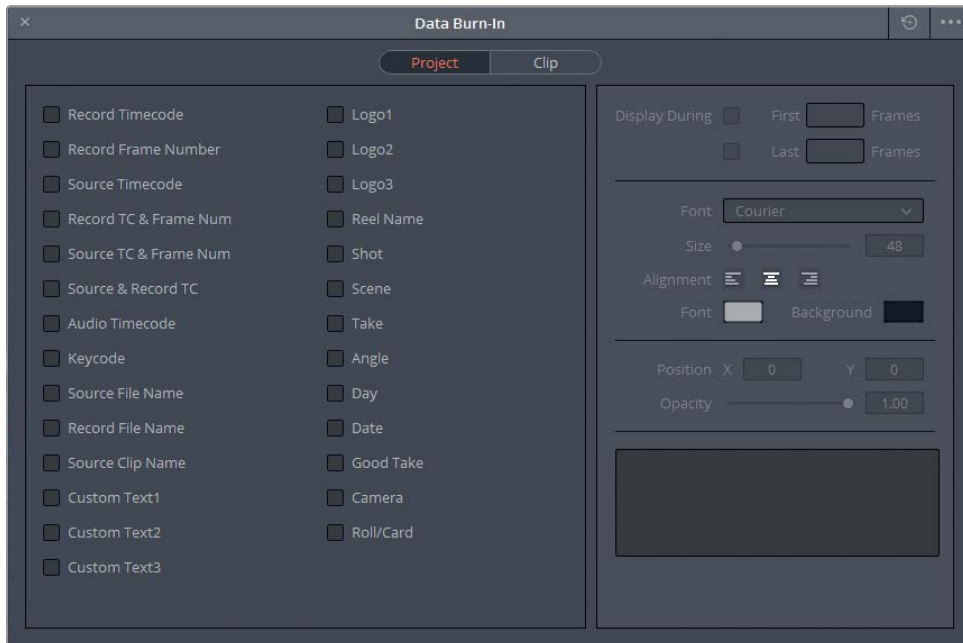 Data Burn-In
Project Clip
Record Timecode
Record Frame Number
Source Timecode
Record TC & Frame Num
Source TC & Frame Num
Source & Record TC
Audio Timecode
Keycode
Source File Name
Record File Name
Source Clip Name
Custom Text1
Custom Text2
Custom Text3
Logo1
Logo2
Logo3
Reel Name
Shot
Scene
Take
Angle
Day
Date
Good Take
Camera
Roll/Card
Display During First Frames
Last Frames
Font Courier
Size 48
Alignment
Font Background
Position X 0 Y 0
Opacity 1.00